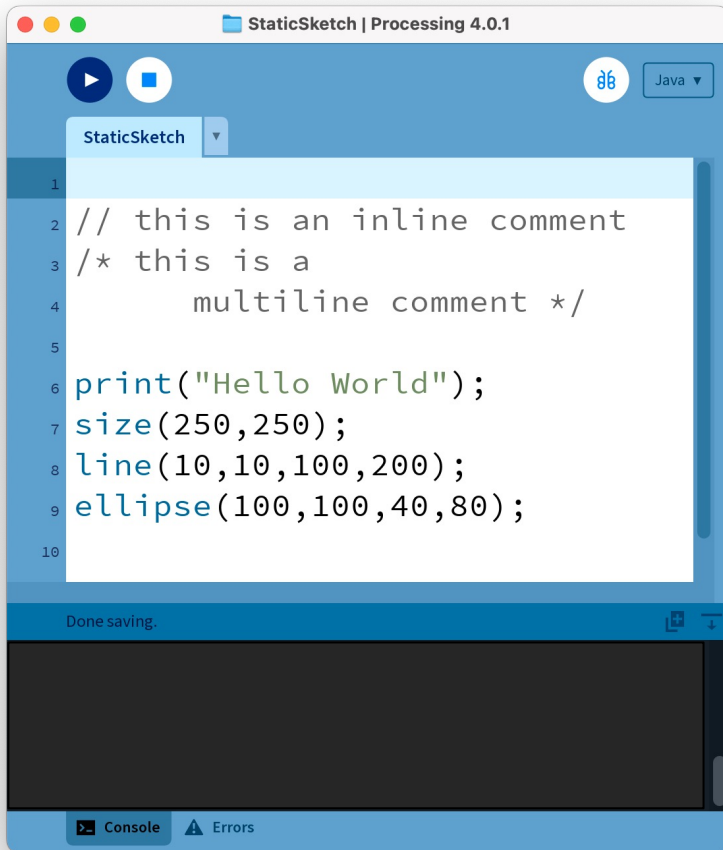 StaticSketch | Processing 4.0.1
Java ▼
StaticSketch ▼
1
2 // this is an inline comment
3 /* this is a
4       multiline comment */
5
6 print("Hello World");
7 size(250,250);
8 line(10,10,100,200);
9 ellipse(100,100,40,80);
10
Done saving.
Console Errors